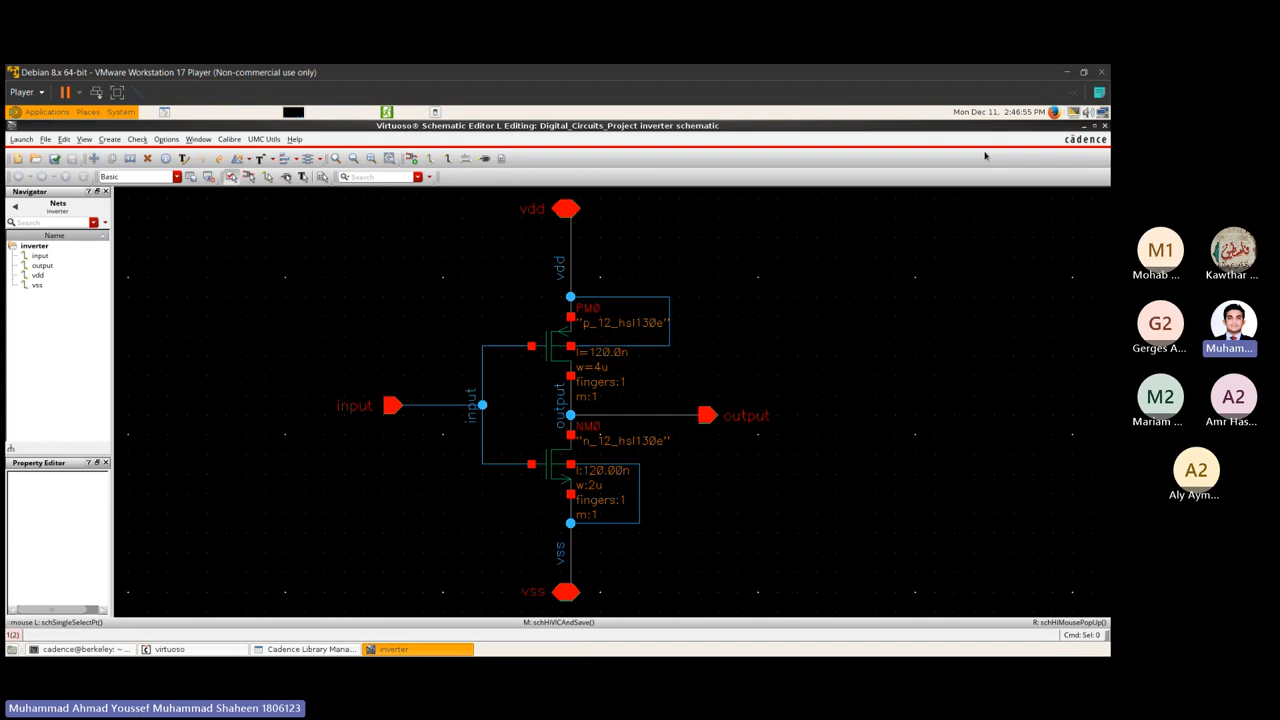 Debian 8.x 64-bit - VMware Workstation 17 Player (Non-commercial use only)
Player
Applications Places System
Mon Dec 11, 2:46:55 PM
Virtuoso® Schematic Editor L Editing: Digital_Circuits_Project inverter schematic
Launch File Edit View Create Check Options Window Calibre UMC Utils Help
cādence
Basic
Search
Navigator
Nets
inverter
Search
Name
inverter
input
output
vdd
vss
Property Editor
vdd
vdd
PM0
"p_12_hsl130e"
l=120.0n
w=4u
fingers:1
m:1
input
input
output
output
NM0
"n_12_hsl130e"
l:120.00n
w:2u
fingers:1
m:1
vss
vss
mouse L: schSingleSelectPt()
M: schHiVICAndSave()
R: schHiMousePopUp()
1(2)
Cmd: Sel: 0
cadence@berkeley: ~...
virtuoso
Cadence Library Mana...
inverter
M1
Mohab ...
Kawthar ...
G2
Gerges A...
Muham...
M2
Mariam ...
A2
Amr Has...
A2
Aly Aym...
Muhammad Ahmad Youssef Muhammad Shaheen 1806123